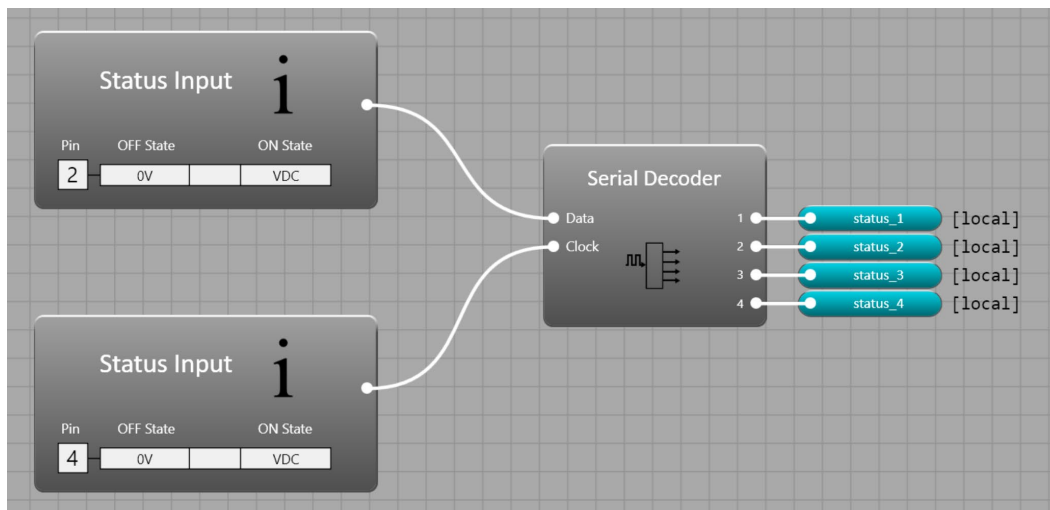 Status Input i
Pin OFF State ON State
2 0V VDC
Serial Decoder
Data 1 status_1 [local]
Clock 2 status_2 [local]
3 status_3 [local]
4 status_4 [local]
Status Input i
Pin OFF State ON State
4 0V VDC